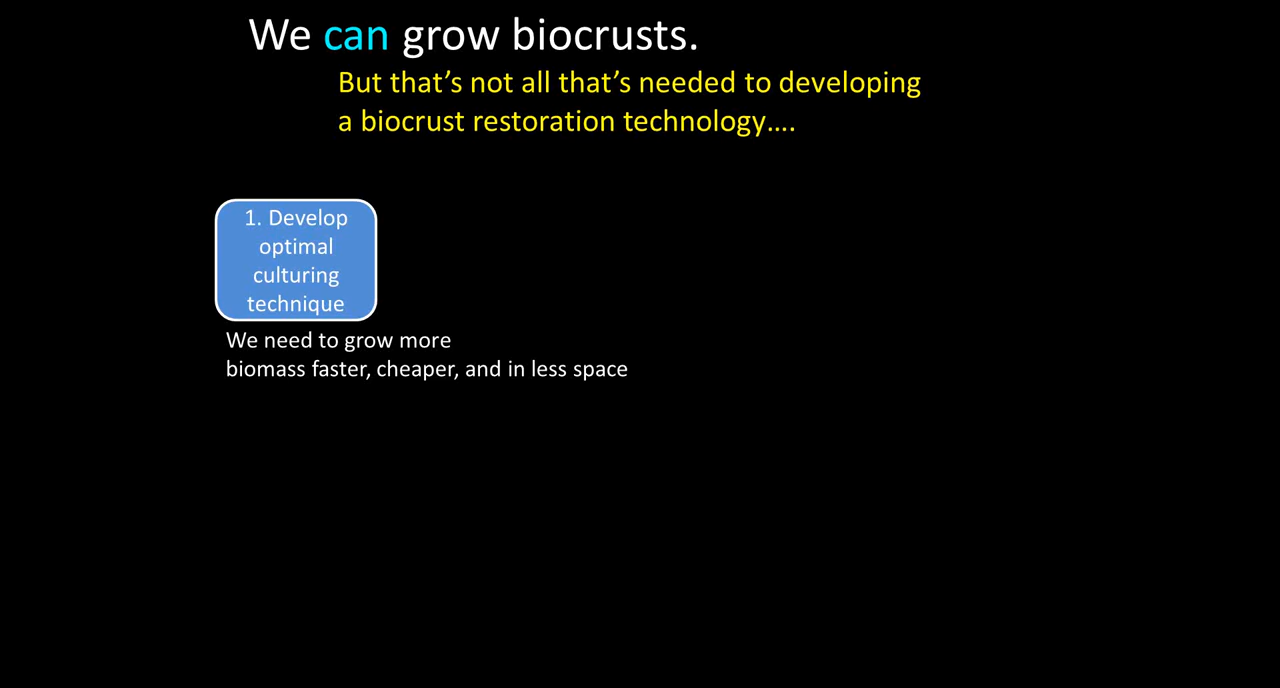 We can grow biocrusts.
But that’s not all that’s needed to developing
a biocrust restoration technology….
1. Develop
optimal
culturing
technique
We need to grow more
biomass faster, cheaper, and in less space